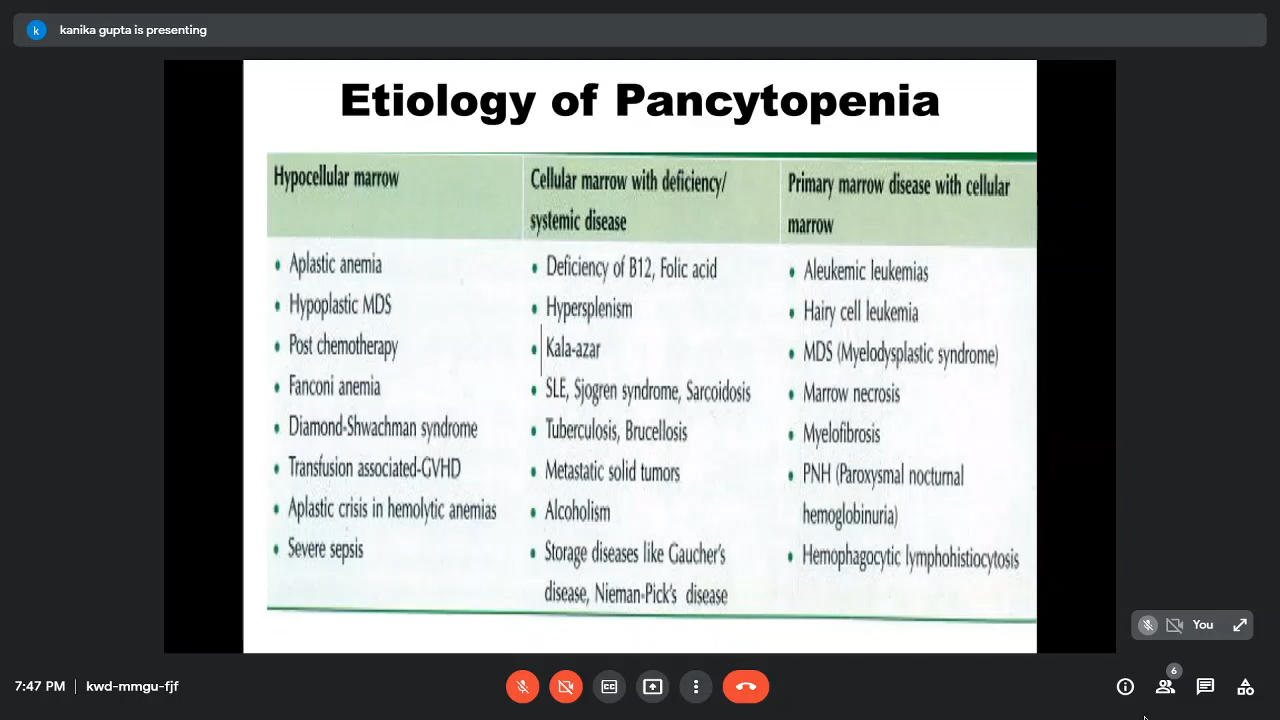 k kanika gupta is presenting
Etiology of Pancytopenia
Hypocellular marrow
• Aplastic anemia
• Hypoplastic MDS
• Post chemotherapy
• Fanconi anemia
• Diamond-Shwachman syndrome
• Transfusion associated-GVHD
• Aplastic crisis in hemolytic anemias
• Severe sepsis
Cellular marrow with deficiency/
systemic disease
• Deficiency of B12, Folic acid
• Hypersplenism
• Kala-azar
• SLE, Sjogren syndrome, Sarcoidosis
• Tuberculosis, Brucellosis
• Metastatic solid tumors
• Alcoholism
• Storage diseases like Gaucher's
disease, Nieman-Pick's disease
Primary marrow disease with cellular
marrow
• Aleukemic leukemias
• Hairy cell leukemia
• MDS (Myelodysplastic syndrome)
• Marrow necrosis
• Myelofibrosis
• PNH (Paroxysmal nocturnal
hemoglobinuria)
• Hemophagocytic lymphohistiocytosis
You
7:47 PM | kwd-mmgu-fjf
CC
6